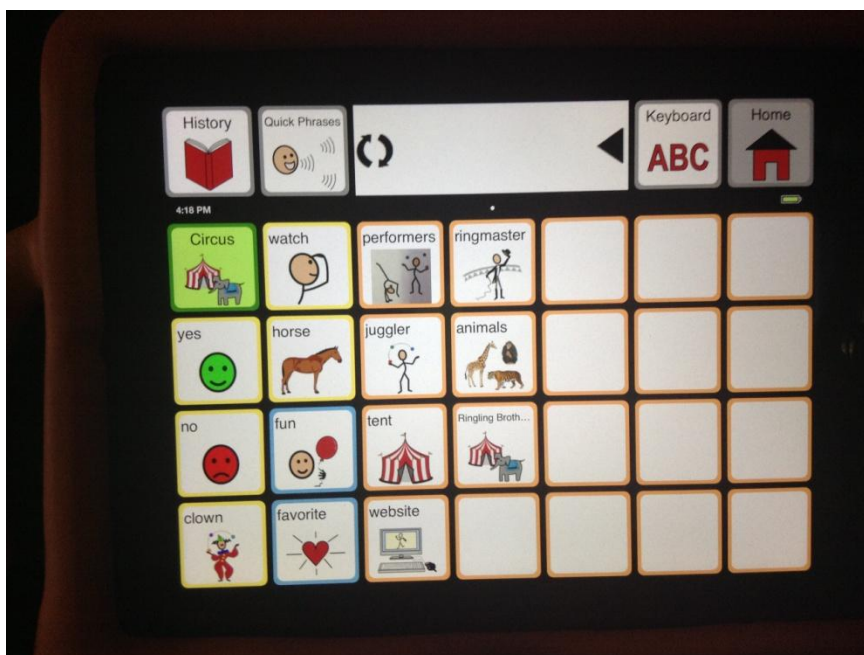 History
Quick Phrases
Keyboard
ABC
Home
4:18 PM
Circus
watch
performers
ringmaster
yes
horse
juggler
animals
no
fun
tent
Ringling Broth...
clown
favorite
website